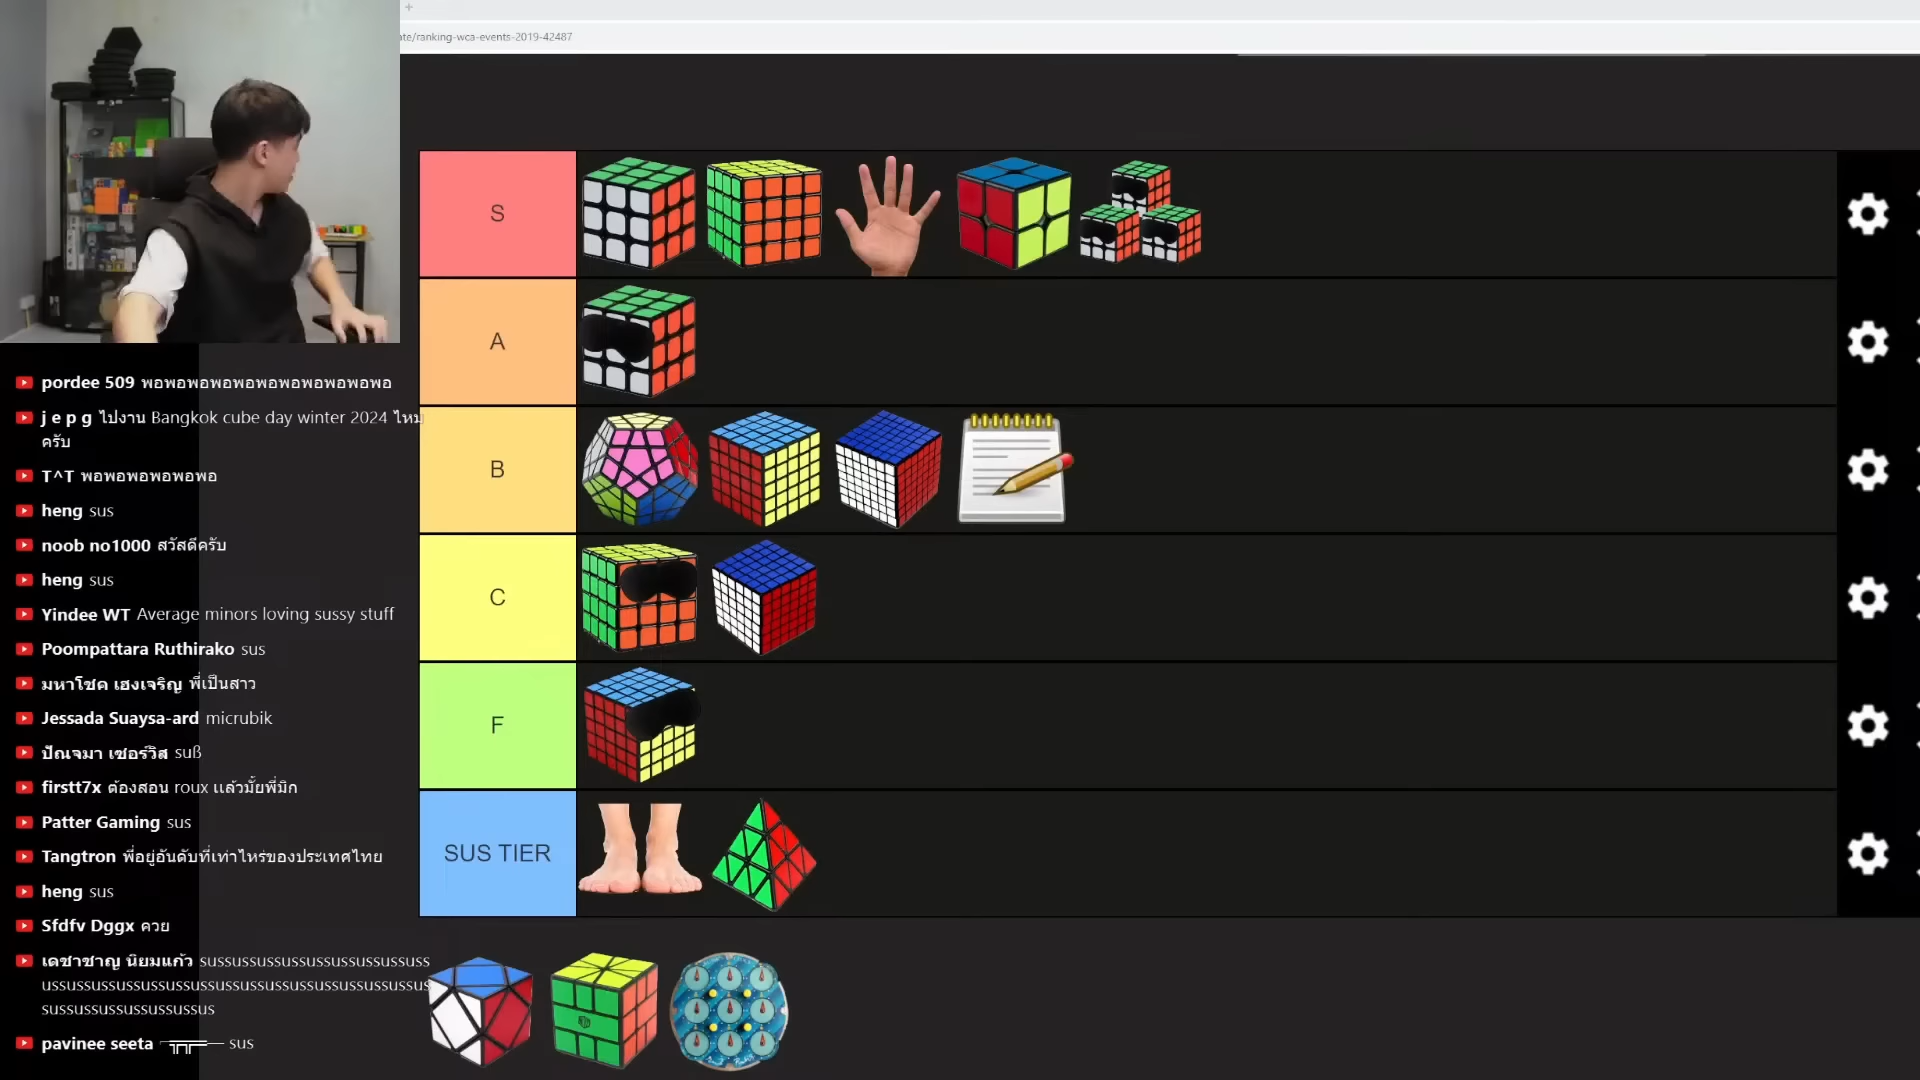 ate/ranking-wca-events-2019-42487
S
A
B
C
F
SUS TIER
pordee 509 พอพอพอพอพอพอพอพอพอพอพอ
j e p g ไปงาน Bangkok cube day winter 2024 ไหม
ครับ
T^T พอพอพอพอพอพอ
heng sus
noob no1000 สวัสดีครับ
heng sus
Yindee WT Average minors loving sussy stuff
Poompattara Ruthirako sus
มหาโชค เฮงเจริญ พี่เป็นสาว
Jessada Suaysa-ard micrubik
ปัณจมา เซอร์วิส suß
firstt7x ต้องสอน roux เเล้วมั้ยพี่มิก
Patter Gaming sus
Tangtron พี่อยู่อันดับที่เท่าไหร่ของประเทศไทย
heng sus
Sfdfv Dggx ควย
เดชาชาญ นิยมแก้ว sussussussussussussussussuss
ussussussussussussussussussussussussussus
sussussussussussus
pavinee seeta ╤╦╦══─ sus